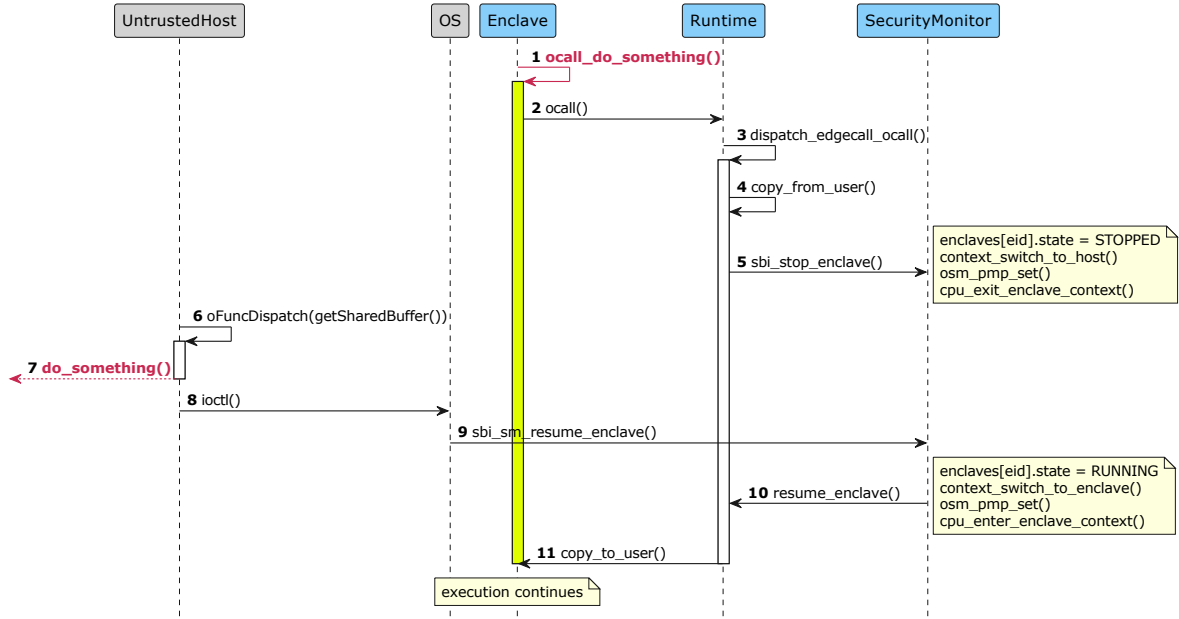 UntrustedHost
OS
Enclave
Runtime
SecurityMonitor
1 ocall_do_something()
2 ocall()
3 dispatch_edgecall_ocall()
4 copy_from_user()
enclaves[eid].state = STOPPED
context_switch_to_host()
osm_pmp_set()
cpu_exit_enclave_context()
5 sbi_stop_enclave()
6 oFuncDispatch(getSharedBuffer())
7 do_something()
8 ioctl()
9 sbi_sm_resume_enclave()
enclaves[eid].state = RUNNING
context_switch_to_enclave()
osm_pmp_set()
cpu_enter_enclave_context()
10 resume_enclave()
11 copy_to_user()
execution continues